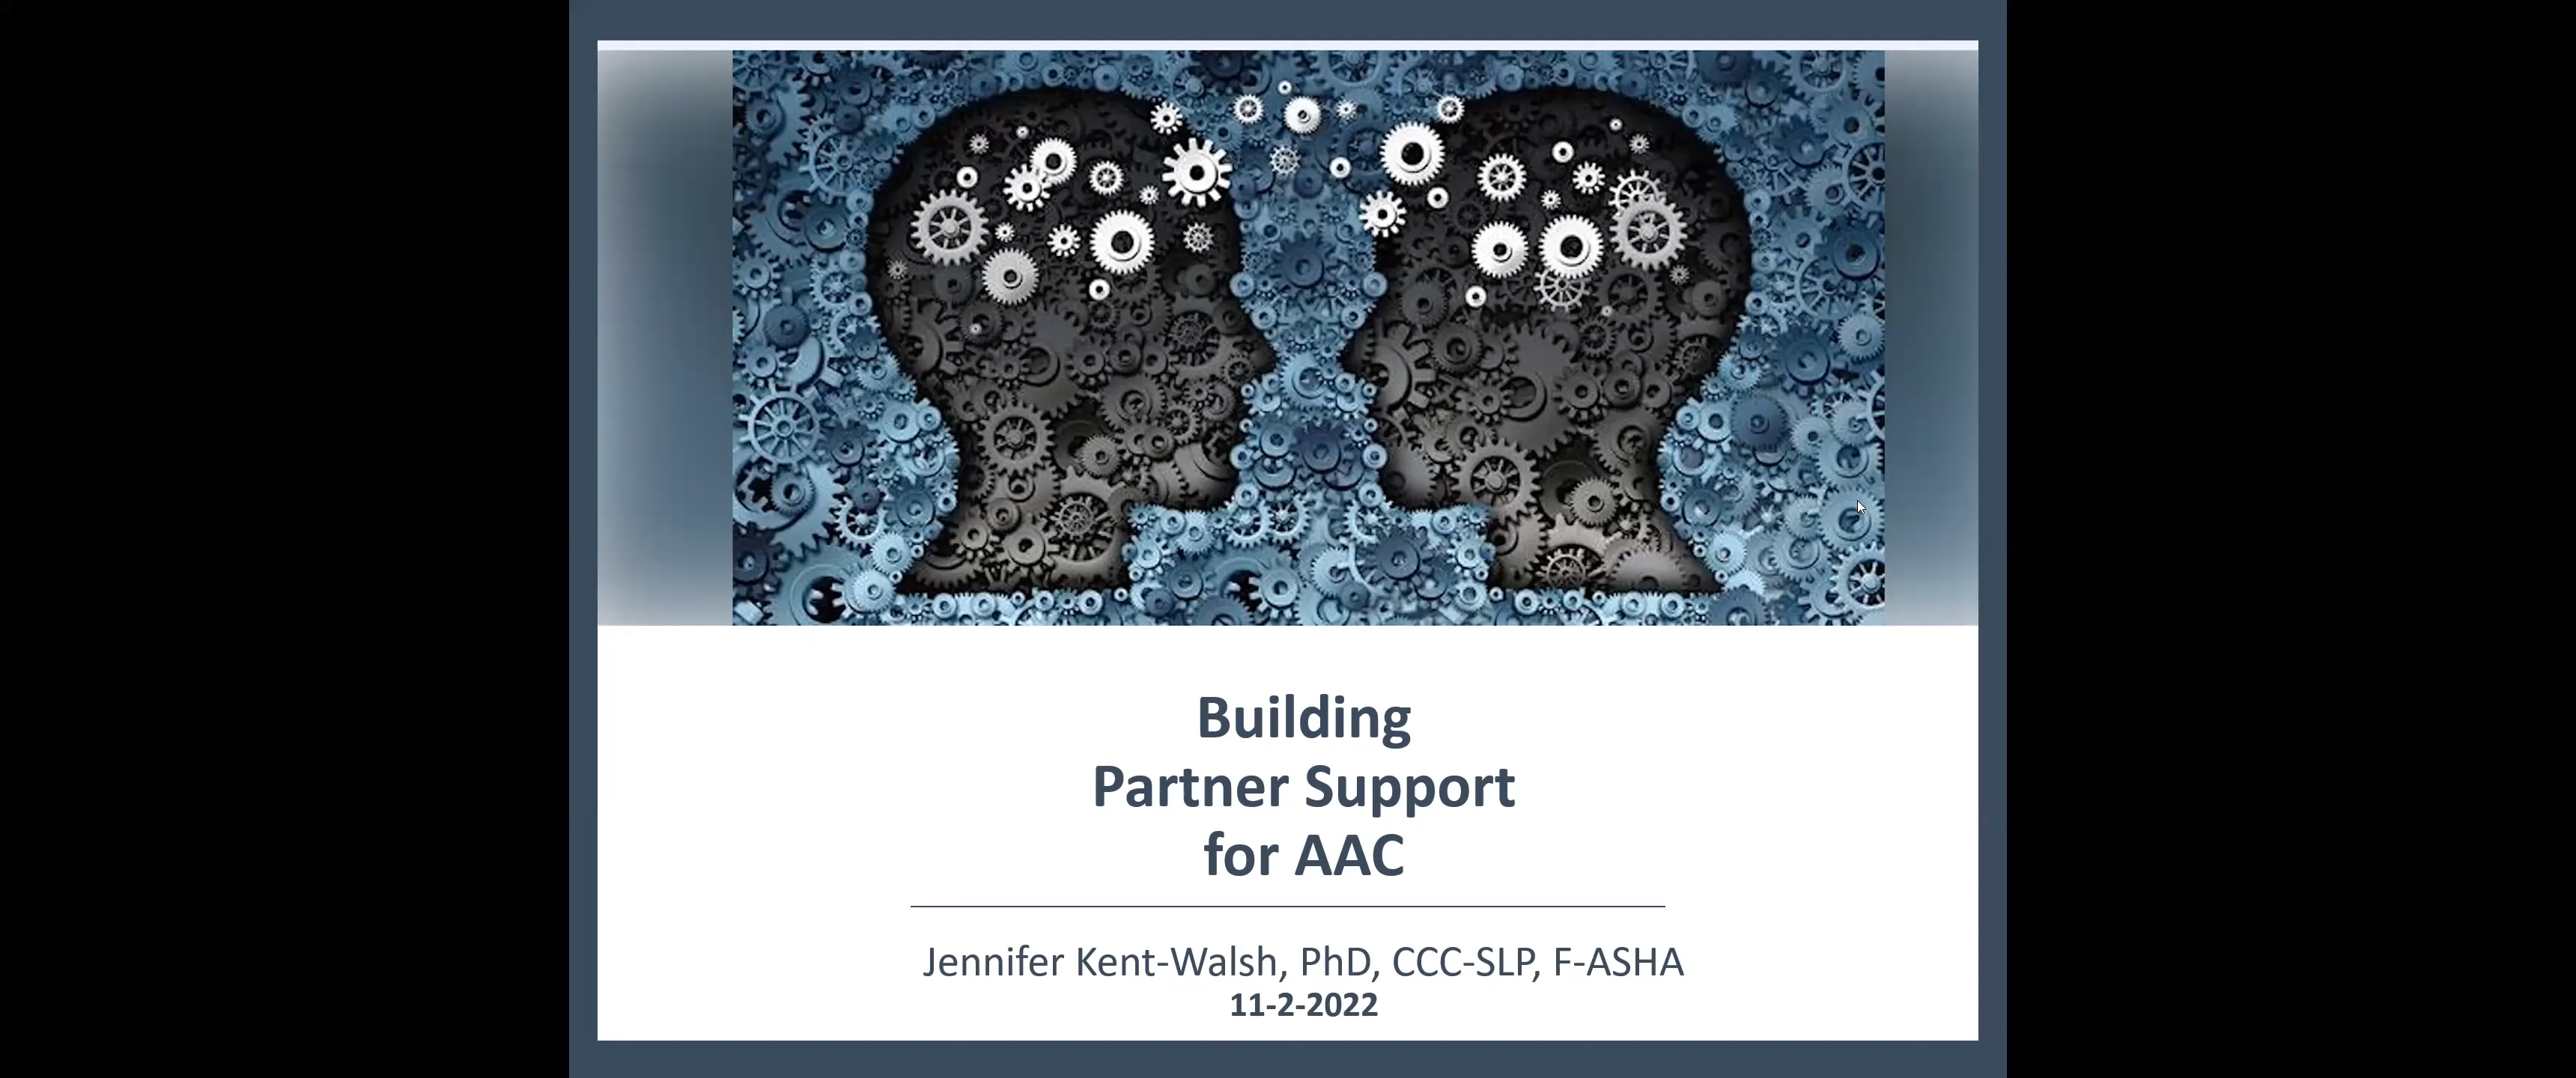 Building
Partner Support
for AAC
Jennifer Kent-Walsh, PhD, CCC-SLP, F-ASHA
11-2-2022